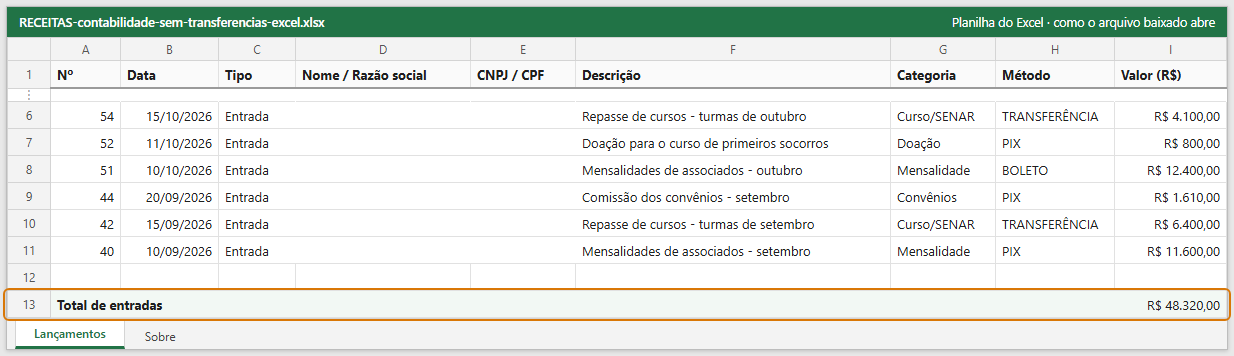 RECEITAS-contabilidade-sem-transferencias-excel.xlsx Planilha do Excel · como o arquivo baixado abre
A B C D E F G H I
1 Nº Data Tipo Nome / Razão social CNPJ / CPF Descrição Categoria Método Valor (R$)
⋮
6 54 15/10/2026 Entrada Repasse de cursos - turmas de outubro Curso/SENAR TRANSFERÊNCIA R$ 4.100,00
7 52 11/10/2026 Entrada Doação para o curso de primeiros socorros Doação PIX R$ 800,00
8 51 10/10/2026 Entrada Mensalidades de associados - outubro Mensalidade BOLETO R$ 12.400,00
9 44 20/09/2026 Entrada Comissão dos convênios - setembro Convênios PIX R$ 1.610,00
10 42 15/09/2026 Entrada Repasse de cursos - turmas de setembro Curso/SENAR TRANSFERÊNCIA R$ 6.400,00
11 40 10/09/2026 Entrada Mensalidades de associados - setembro Mensalidade PIX R$ 11.600,00
12
13 Total de entradas R$ 48.320,00
Lançamentos Sobre